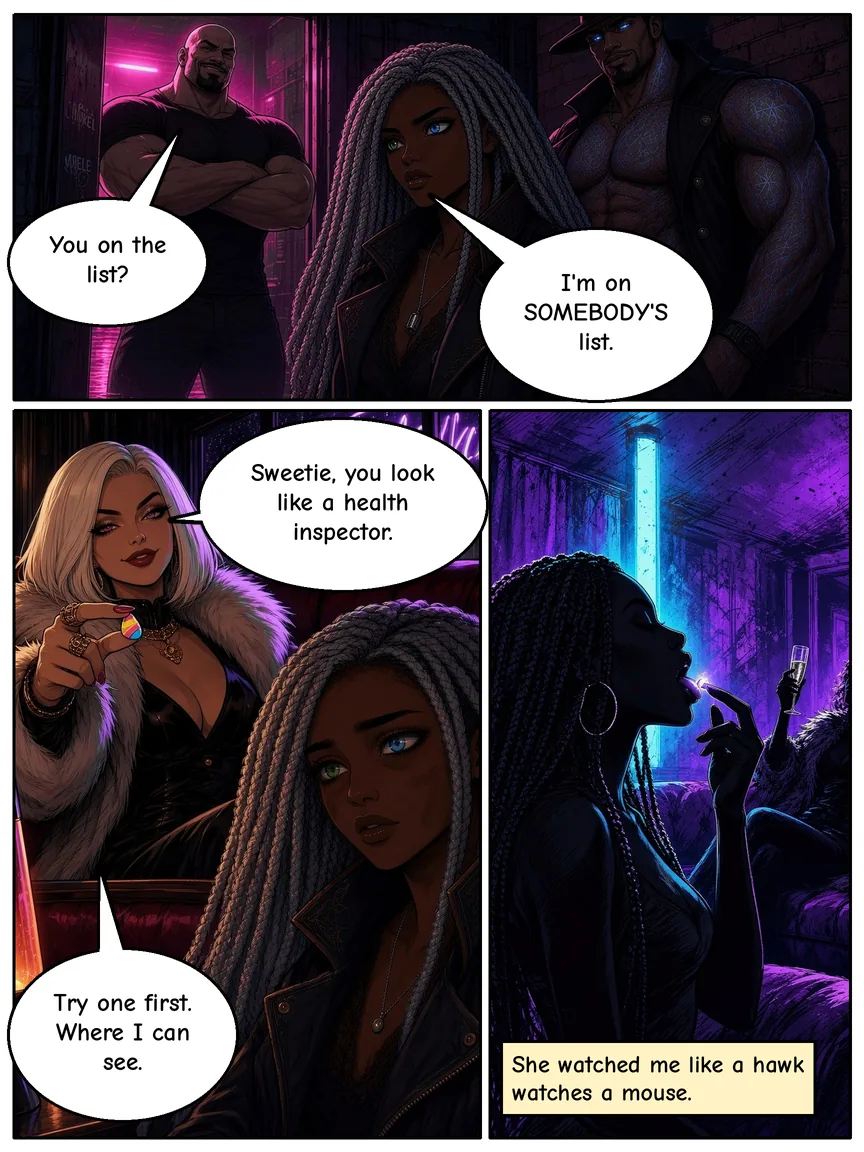 You on the
list?
I'm on
SOMEBODY'S
list.
Sweetie, you look
like a health
inspector.
Try one first.
Where I can
see.
She watched me like a hawk
watches a mouse.